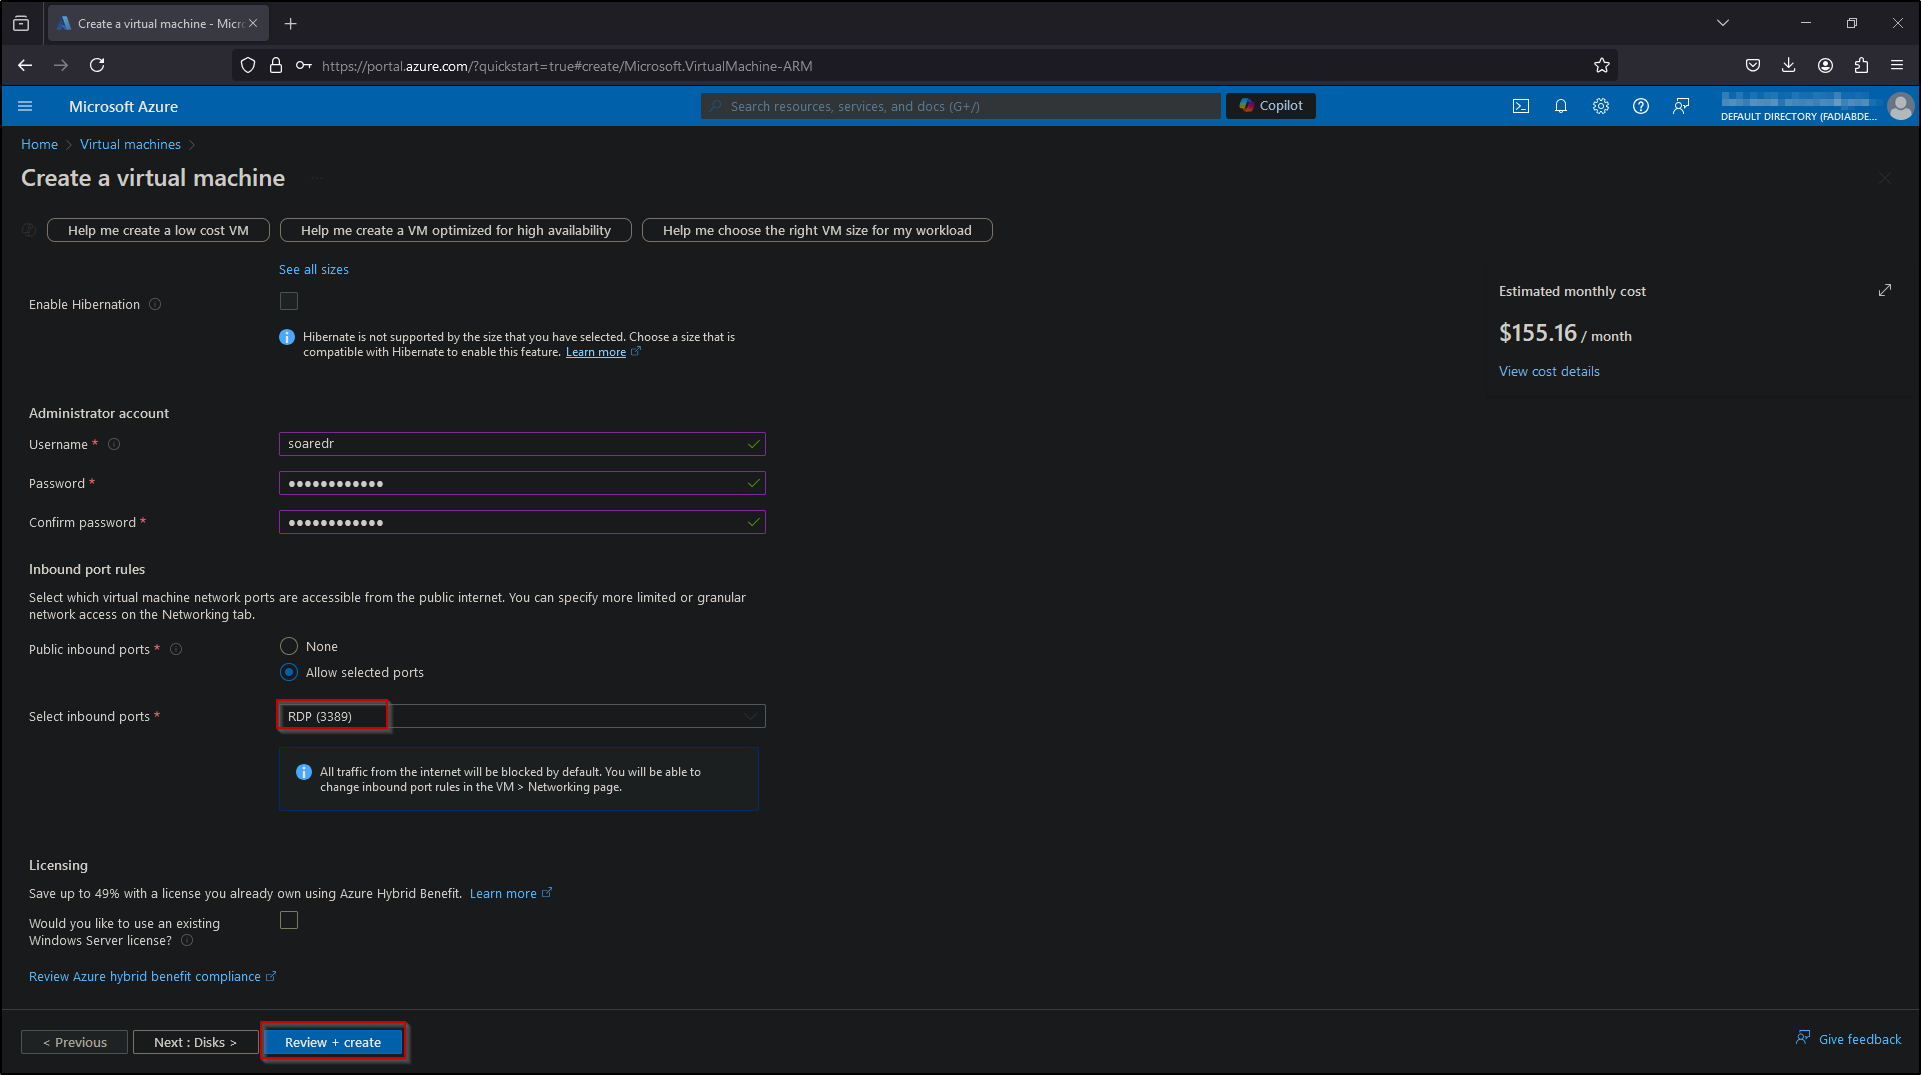 Create a virtual machine - Micr
https://portal.azure.com/?quickstart=true#create/Microsoft.VirtualMachine-ARM
Microsoft Azure
Search resources, services, and docs (G+/)
Copilot
DEFAULT DIRECTORY (FADIABDE...
Home > Virtual machines >
Create a virtual machine ...
Help me create a low cost VM
Help me create a VM optimized for high availability
Help me choose the right VM size for my workload
See all sizes
Enable Hibernation
Hibernate is not supported by the size that you have selected. Choose a size that is
compatible with Hibernate to enable this feature. Learn more
Estimated monthly cost
$155.16 / month
View cost details
Administrator account
Username *
soaredr
Password *
●●●●●●●●●●●●
Confirm password *
●●●●●●●●●●●●
Inbound port rules
Select which virtual machine network ports are accessible from the public internet. You can specify more limited or granular
network access on the Networking tab.
Public inbound ports *
None
Allow selected ports
Select inbound ports *
RDP (3389)
All traffic from the internet will be blocked by default. You will be able to
change inbound port rules in the VM > Networking page.
Licensing
Save up to 49% with a license you already own using Azure Hybrid Benefit. Learn more
Would you like to use an existing
Windows Server license?
Review Azure hybrid benefit compliance
< Previous
Next : Disks >
Review + create
Give feedback